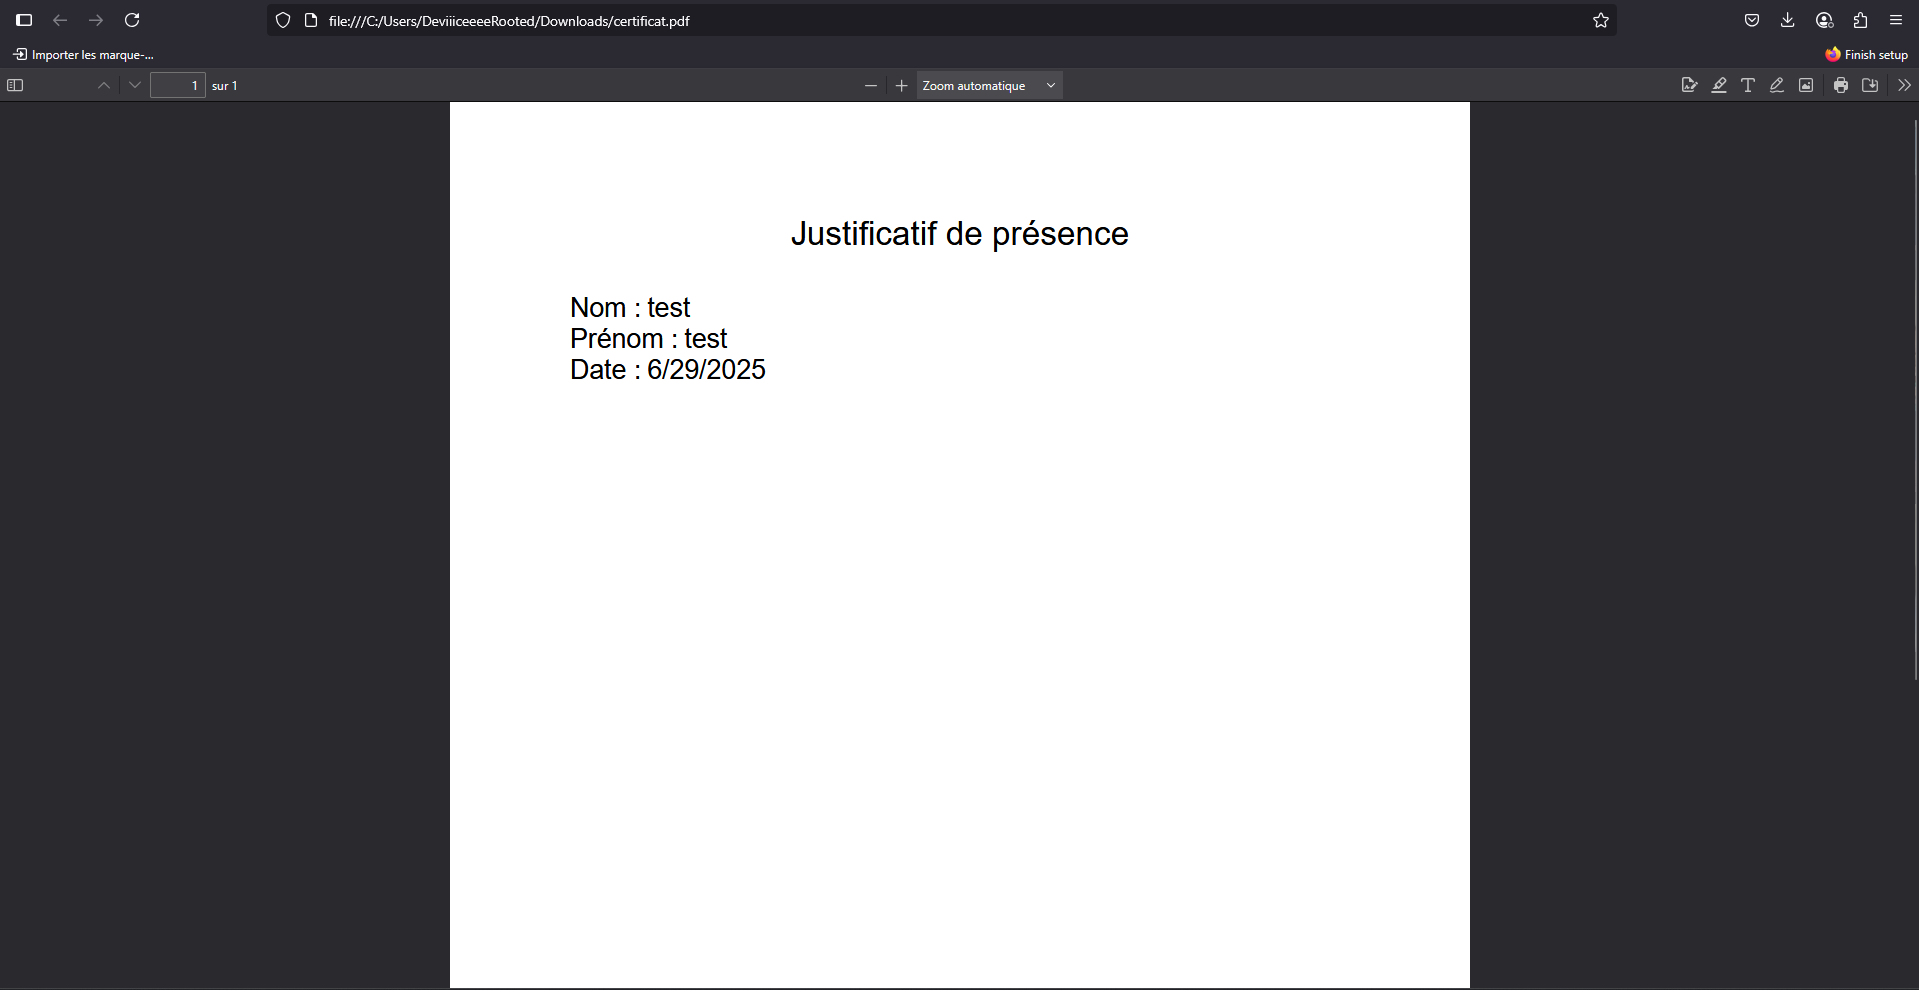 file:///C:/Users/DeviiiceeeeRooted/Downloads/certificat.pdf
Importer les marque-...
Finish setup
1 sur 1
Zoom automatique
Justificatif de présence
Nom : test
Prénom : test
Date : 6/29/2025